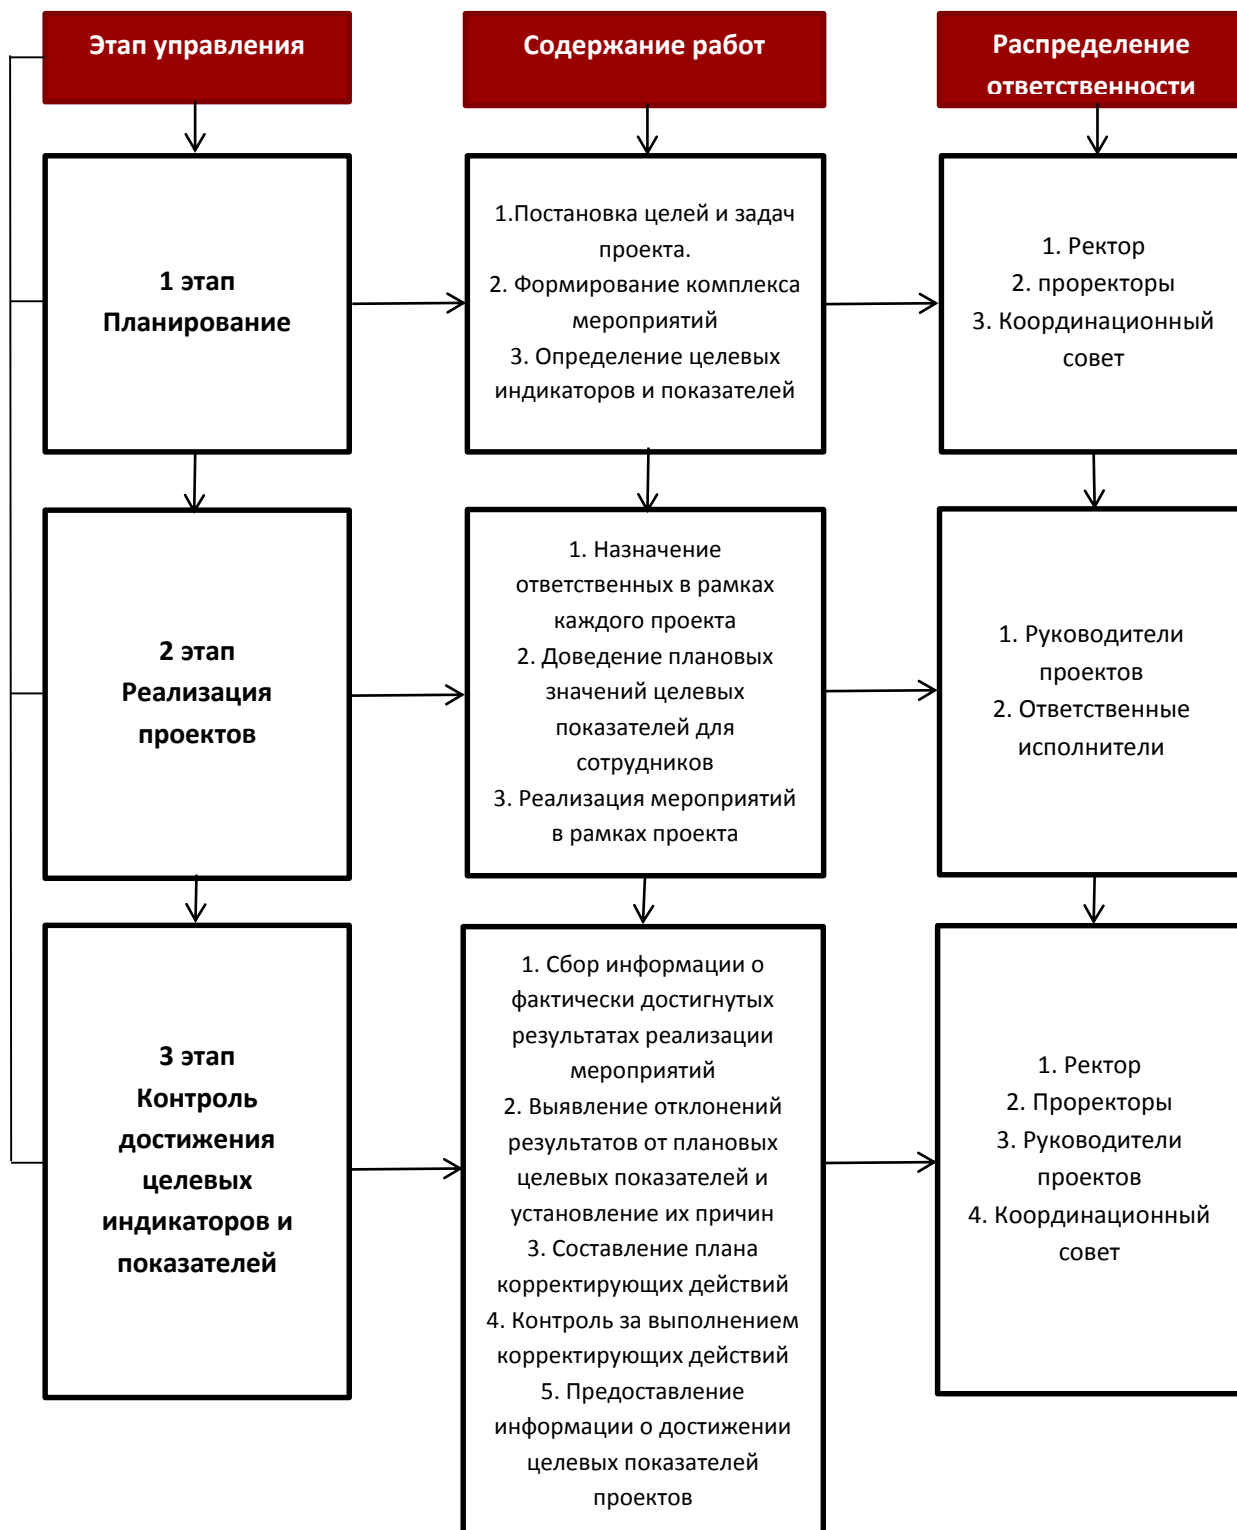 Этап управления
Содержание работ
Распределение
ответственности
1 этап
Планирование
1.Постановка целей и задач
проекта.
2. Формирование комплекса
мероприятий
3. Определение целевых
индикаторов и показателей
1. Ректор
2. проректоры
3. Координационный
совет
2 этап
Реализация
проектов
1. Назначение
ответственных в рамках
каждого проекта
2. Доведение плановых
значений целевых
показателей для
сотрудников
3. Реализация мероприятий
в рамках проекта
1. Руководители
проектов
2. Ответственные
исполнители
3 этап
Контроль
достижения
целевых
индикаторов и
показателей
1. Сбор информации о
фактически достигнутых
результатах реализации
мероприятий
2. Выявление отклонений
результатов от плановых
целевых показателей и
установление их причин
3. Составление плана
корректирующих действий
4. Контроль за выполнением
корректирующих действий
5. Предоставление
информации о достижении
целевых показателей
проектов
1. Ректор
2. Проректоры
3. Руководители
проектов
4. Координационный
совет